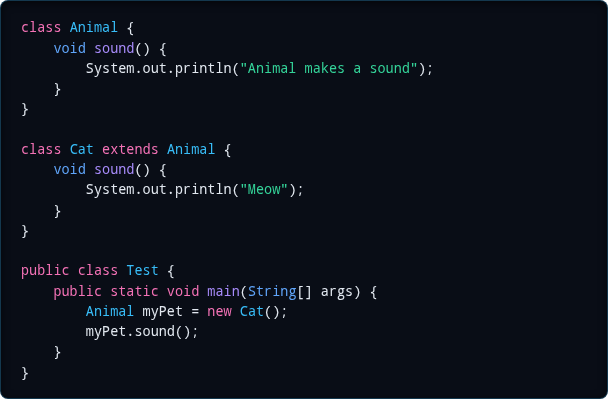 class Animal {
    void sound() {
        System.out.println("Animal makes a sound");
    }
}

class Cat extends Animal {
    void sound() {
        System.out.println("Meow");
    }
}

public class Test {
    public static void main(String[] args) {
        Animal myPet = new Cat();
        myPet.sound();
    }
}